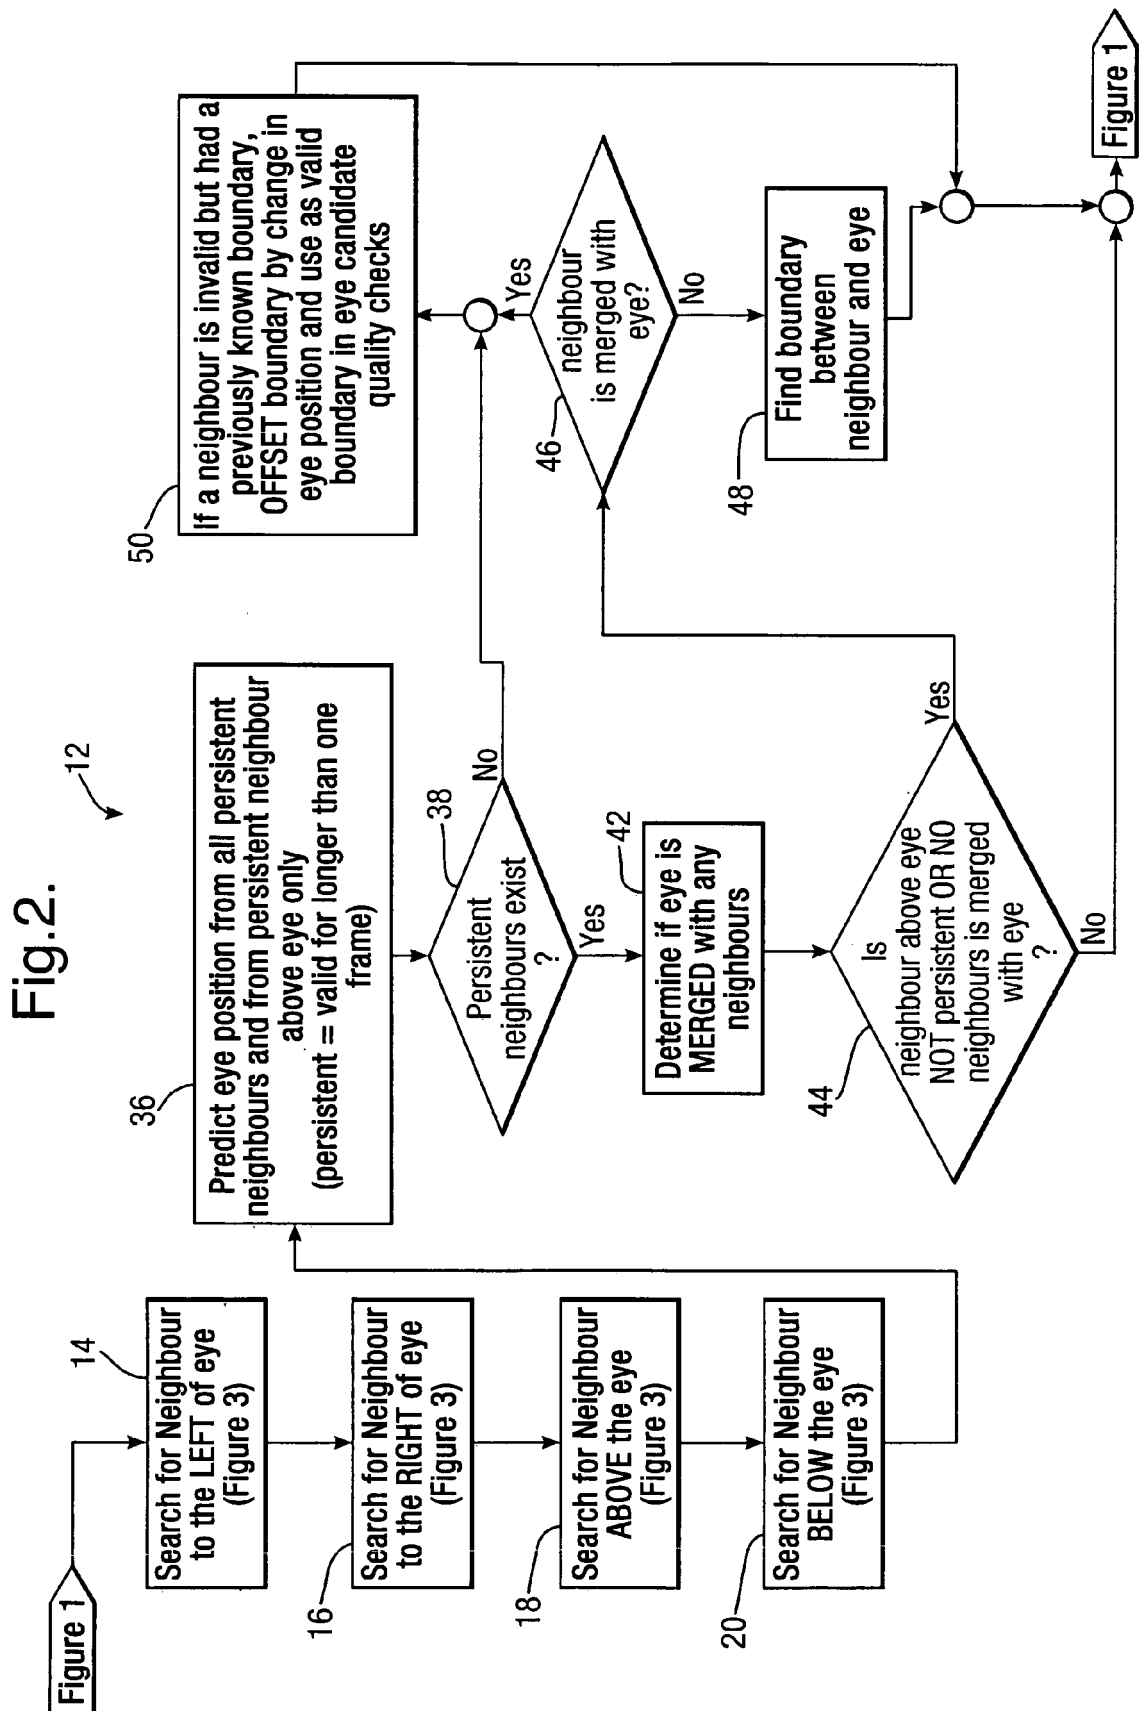 Fig.2.
12
Figure 1
14
Search for Neighbour
to the LEFT of eye
(Figure 3)
16
Search for Neighbour
to the RIGHT of eye
(Figure 3)
18
Search for Neighbour
ABOVE the eye
(Figure 3)
20
Search for Neighbour
BELOW the eye
(Figure 3)
36
Predict eye position from all persistent
neighbours and from persistent neighbour
above eye only
(persistent = valid for longer than one
frame)
38
Persistent
neighbours exist
?
No
Yes
42
Determine if eye is
MERGED with any
neighbours
44
Is
neighbour above eye
NOT persistent OR NO
neighbours is merged
with eye
?
Yes
No
50
If a neighbour is invalid but had a
previously known boundary,
OFFSET boundary by change in
eye position and use as valid
boundary in eye candidate
quality checks
46
neighbour
is merged with
eye?
Yes
No
48
Find boundary
between
neighbour and eye
Figure 1